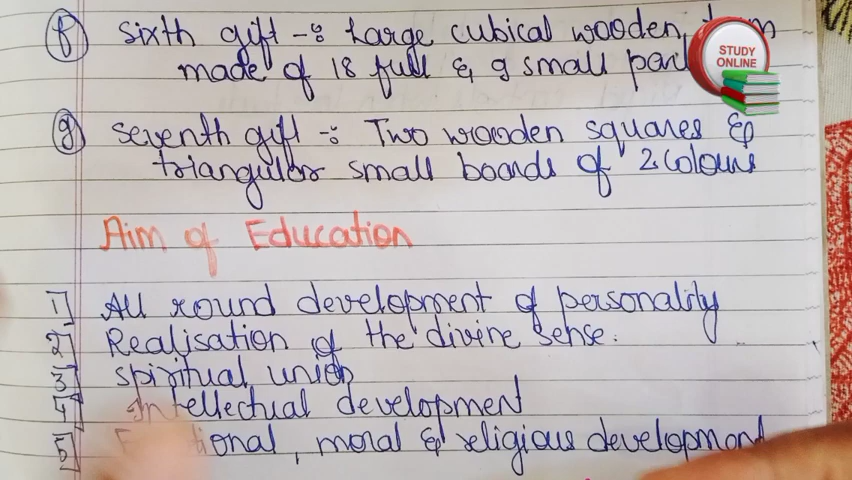 f) Sixth gift -: Large cubical wooden
made of 18 full & 9 small
g) Seventh gift -: Two wooden squares &
triangular small boards of 2 colours
Aim of Education
1] All round development of personality
2] Realisation of the divine sense.
3] Spiritual union
4] Intellectual development
5] moral & religious development
STUDY
ONLINE